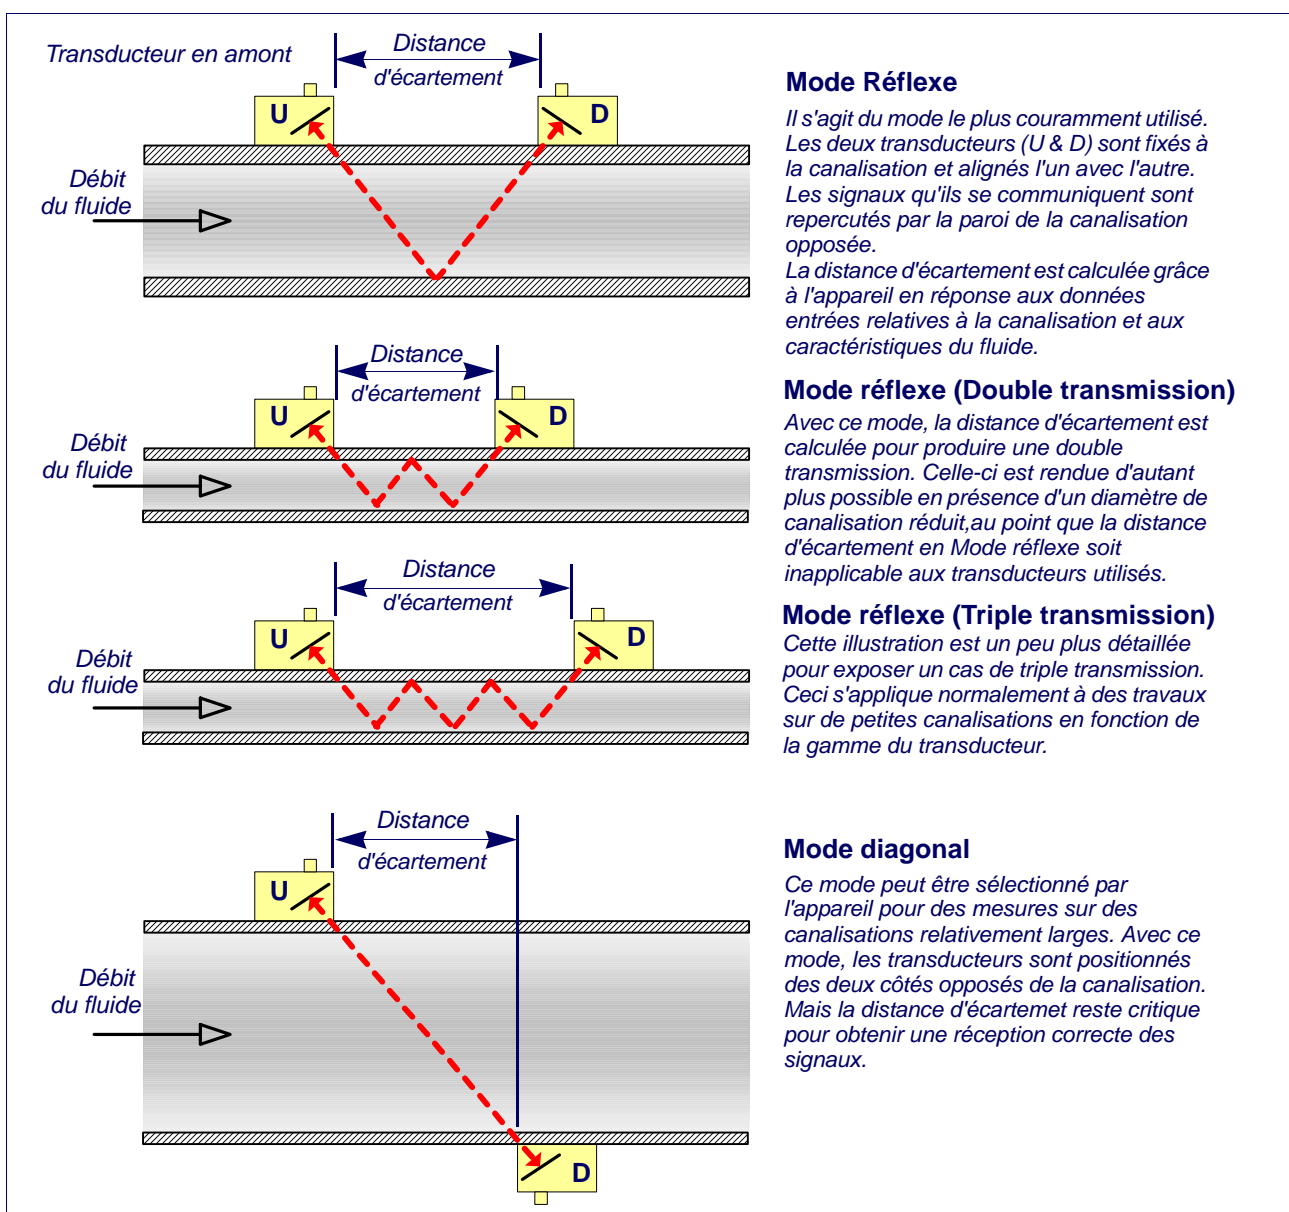 Transducteur en amont
Distance
d'écartement
U
D
Débit
du fluide
Mode Réflexe
Il s'agit du mode le plus couramment utilisé.
Les deux transducteurs (U & D) sont fixés à
la canalisation et alignés l'un avec l'autre.
Les signaux qu'ils se communiquent sont
repercutés par la paroi de la canalisation
opposée.
La distance d'écartement est calculée grâce
à l'appareil en réponse aux données
entrées relatives à la canalisation et aux
caractéristiques du fluide.
Distance
d'écartement
U
D
Débit
du fluide
Mode réflexe (Double transmission)
Avec ce mode, la distance d'écartement est
calculée pour produire une double
transmission. Celle-ci est rendue d'autant
plus possible en présence d'un diamètre de
canalisation réduit,au point que la distance
d'écartement en Mode réflexe soit
inapplicable aux transducteurs utilisés.
Distance
d'écartement
U
D
Débit
du fluide
Mode réflexe (Triple transmission)
Cette illustration est un peu plus détaillée
pour exposer un cas de triple transmission.
Ceci s'applique normalement à des travaux
sur de petites canalisations en fonction de
la gamme du transducteur.
Distance
d'écartement
U
Débit
du fluide
D
Mode diagonal
Ce mode peut être sélectionné par
l'appareil pour des mesures sur des
canalisations relativement larges. Avec ce
mode, les transducteurs sont positionnés
des deux côtés opposés de la canalisation.
Mais la distance d'écartemet reste critique
pour obtenir une réception correcte des
signaux.